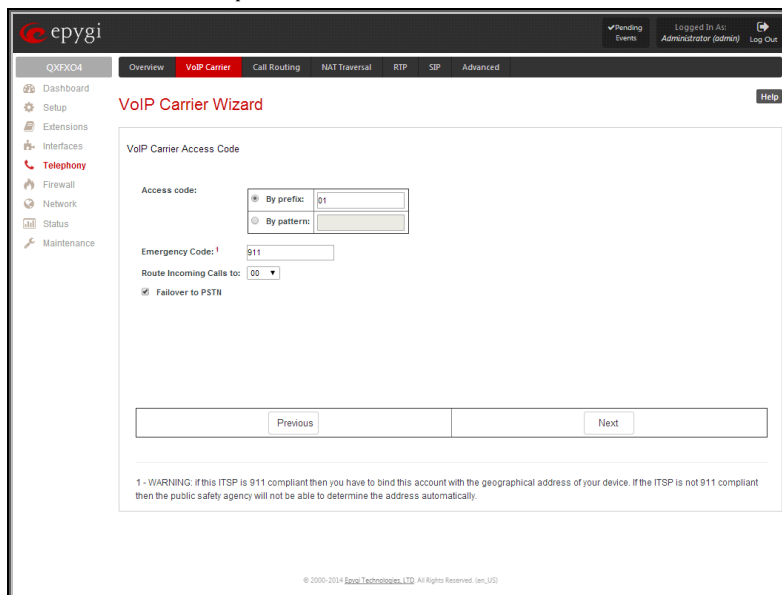 epygi
Pending
Events
Logged In As:
Administrator (admin)
Log Out
QXFXO4
Overview VoIP Carrier Call Routing NAT Traversal RTP SIP Advanced
Dashboard
Setup
Extensions
Interfaces
Telephony
Firewall
Network
Status
Maintenance
VoIP Carrier Wizard
Help
VoIP Carrier Access Code
Access code:
By prefix: 01
By pattern:
Emergency Code: 1 911
Route Incoming Calls to: 00
Failover to PSTN
Previous Next
1 - WARNING: if this ITSP is 911 compliant then you have to bind this account with the geographical address of your device. If the ITSP is not 911 compliant
then the public safety agency will not be able to determine the address automatically.
© 2000-2014 Epygi Technologies, LTD. All Rights Reserved. (en_US)